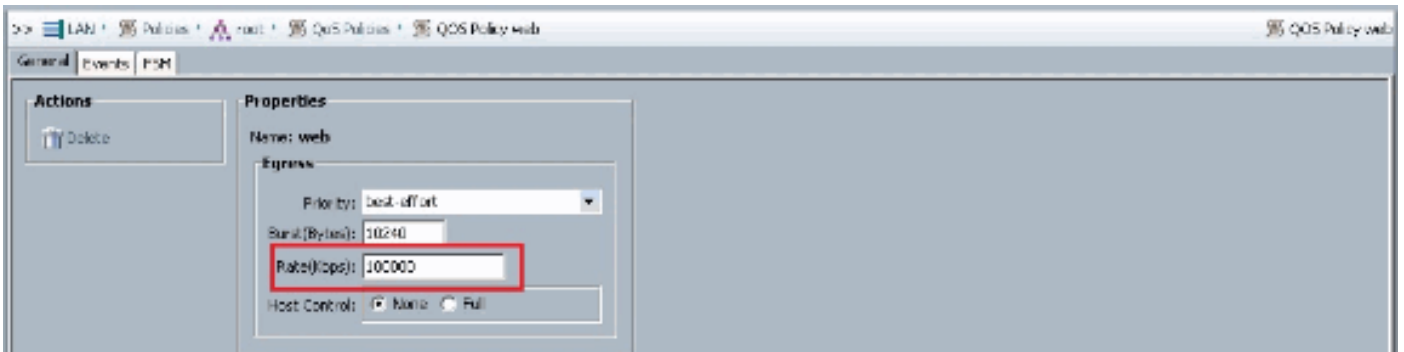 >> LAN › Policies › root › QoS Policies › QOS Policy web
QOS Policy web
General Events FSM
Actions
Delete
Properties
Name: web
Egress
Priority: best-effort
Burst(Bytes): 10240
Rate(Kbps): 100000
Host Control: None Full